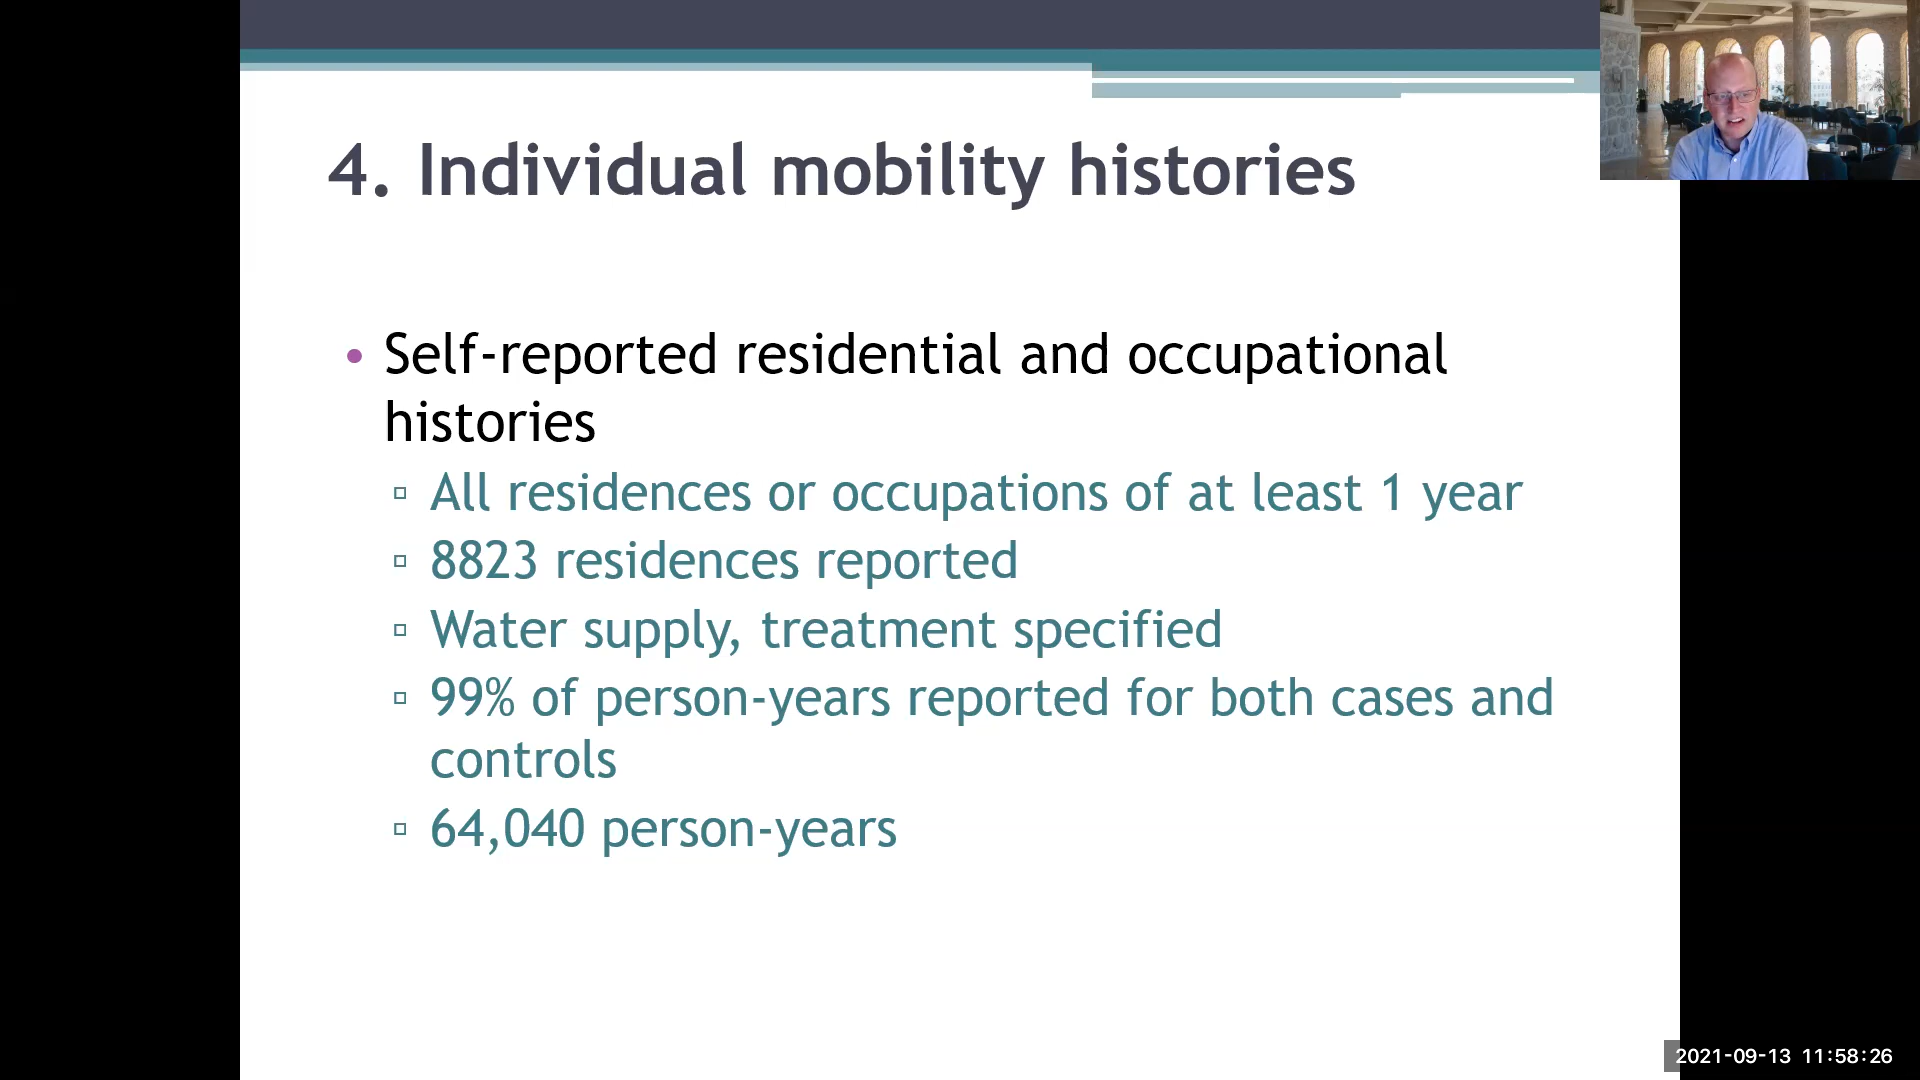 4. Individual mobility histories
• Self-reported residential and occupational
histories
▫ All residences or occupations of at least 1 year
▫ 8823 residences reported
▫ Water supply, treatment specified
▫ 99% of person-years reported for both cases and
controls
▫ 64,040 person-years
2021-09-13 11:58:26